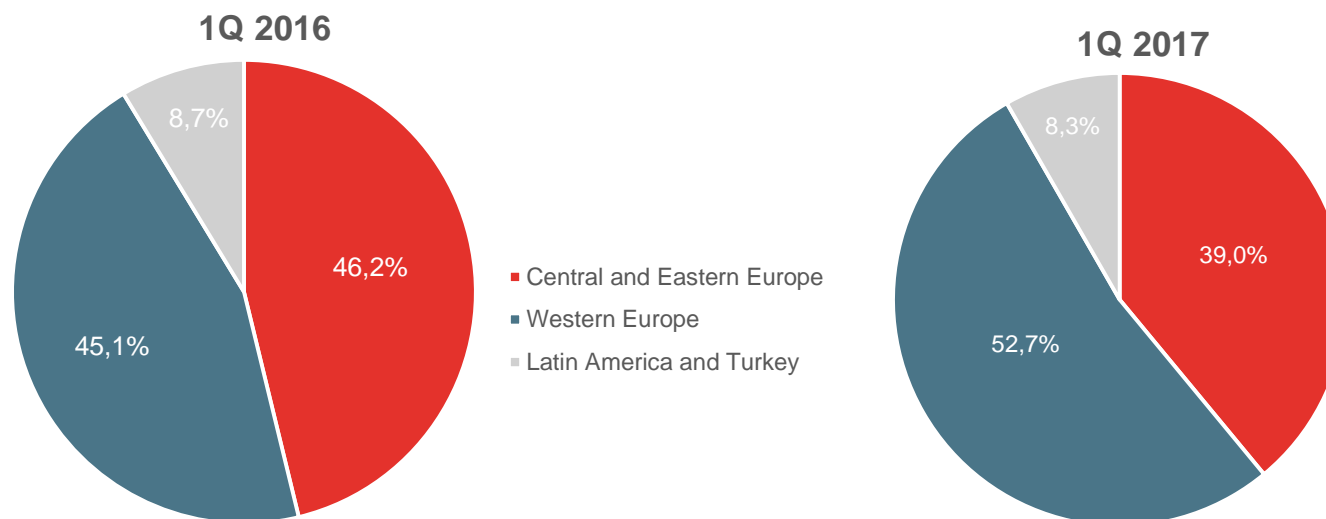 1Q 2016
8,7%
46,2%
45,1%
Central and Eastern Europe
Western Europe
Latin America and Turkey
1Q 2017
8,3%
39,0%
52,7%